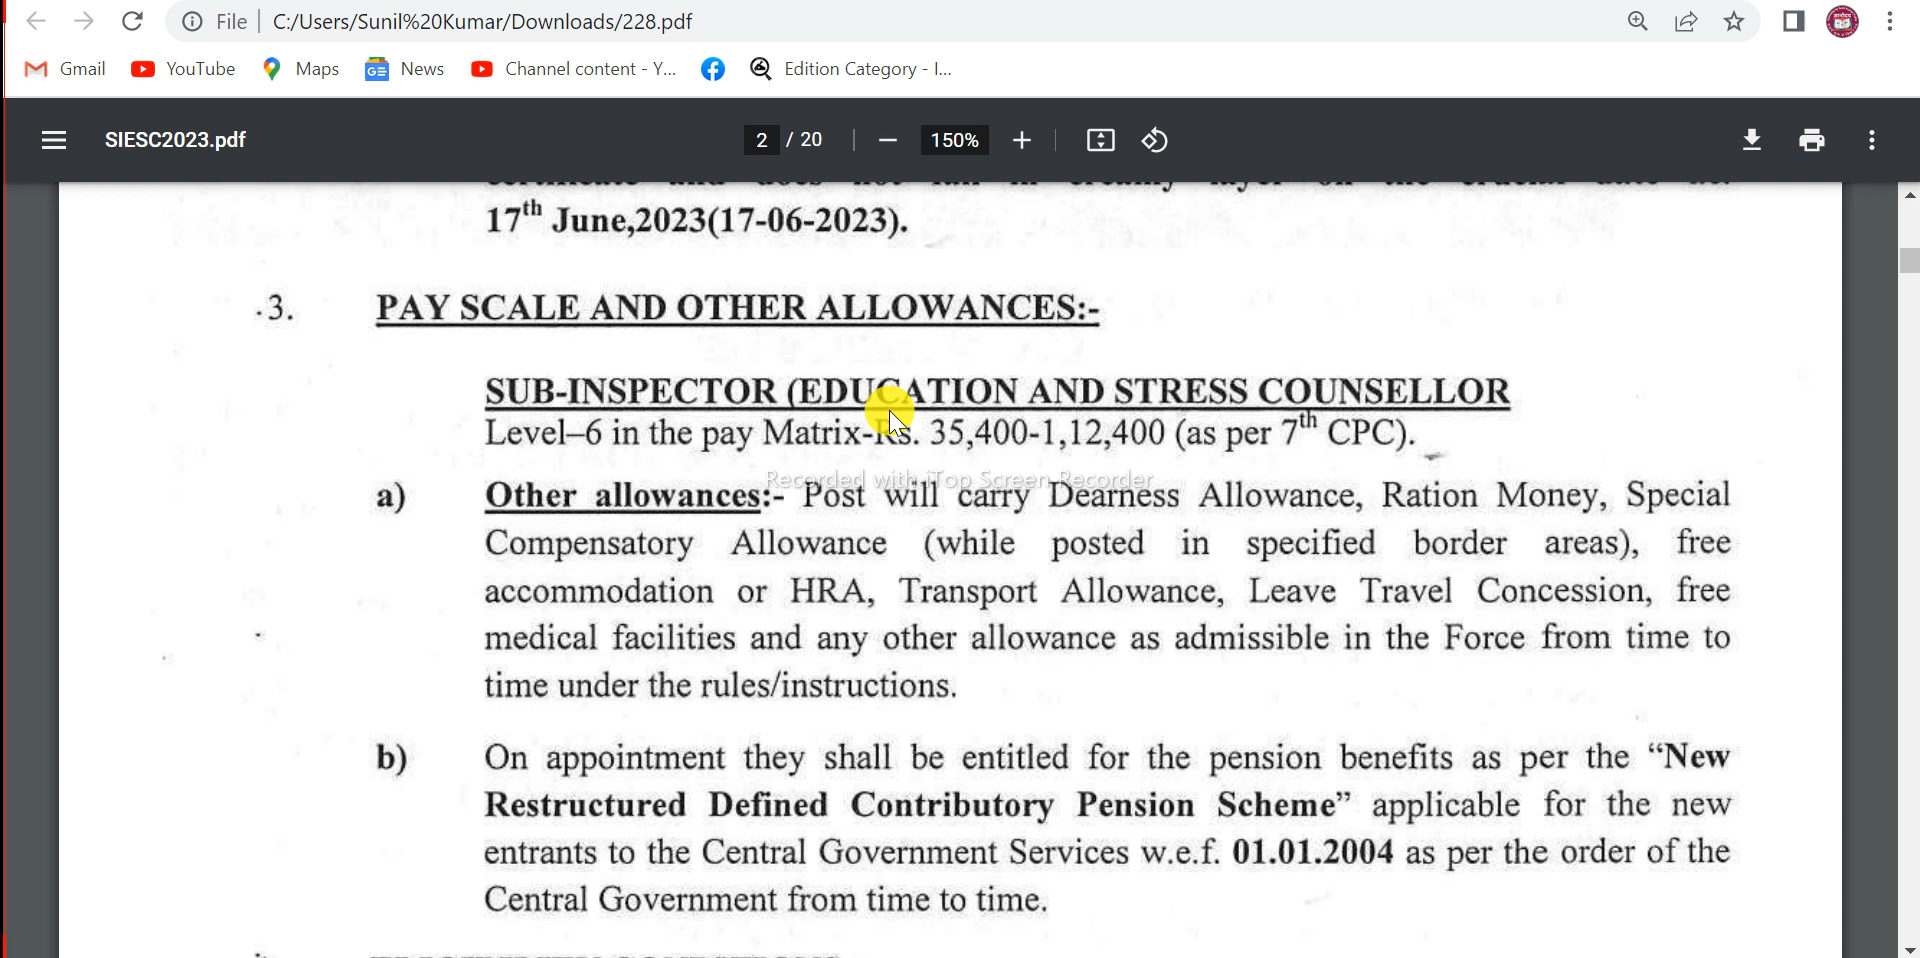 File
C:/Users/Sunil%20Kumar/Downloads/228.pdf
Gmail
YouTube
Maps
News
Channel content - Y...
Edition Category - I...
SIESC2023.pdf
2 / 20
150%
17th June,2023(17-06-2023).
3. PAY SCALE AND OTHER ALLOWANCES:-
SUB-INSPECTOR (EDUCATION AND STRESS COUNSELLOR
Level–6 in the pay Matrix-Rs. 35,400-1,12,400 (as per 7th CPC).
Recorded with iTop Screen Recorder
a) Other allowances:- Post will carry Dearness Allowance, Ration Money, Special
Compensatory Allowance (while posted in specified border areas), free
accommodation or HRA, Transport Allowance, Leave Travel Concession, free
medical facilities and any other allowance as admissible in the Force from time to
time under the rules/instructions.
b) On appointment they shall be entitled for the pension benefits as per the “New
Restructured Defined Contributory Pension Scheme” applicable for the new
entrants to the Central Government Services w.e.f. 01.01.2004 as per the order of the
Central Government from time to time.